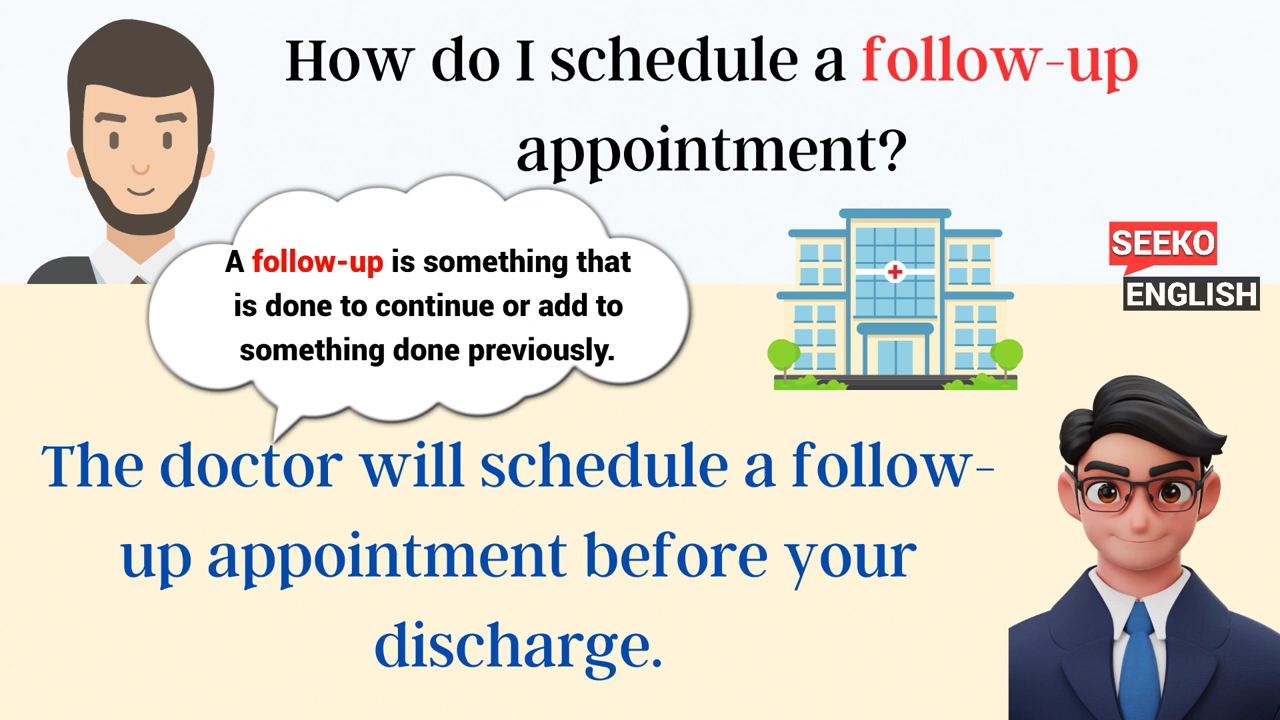 How do I schedule a follow-up
appointment?
A follow-up is something that
is done to continue or add to
something done previously.
SEEKO
ENGLISH
The doctor will schedule a follow-
up appointment before your
discharge.